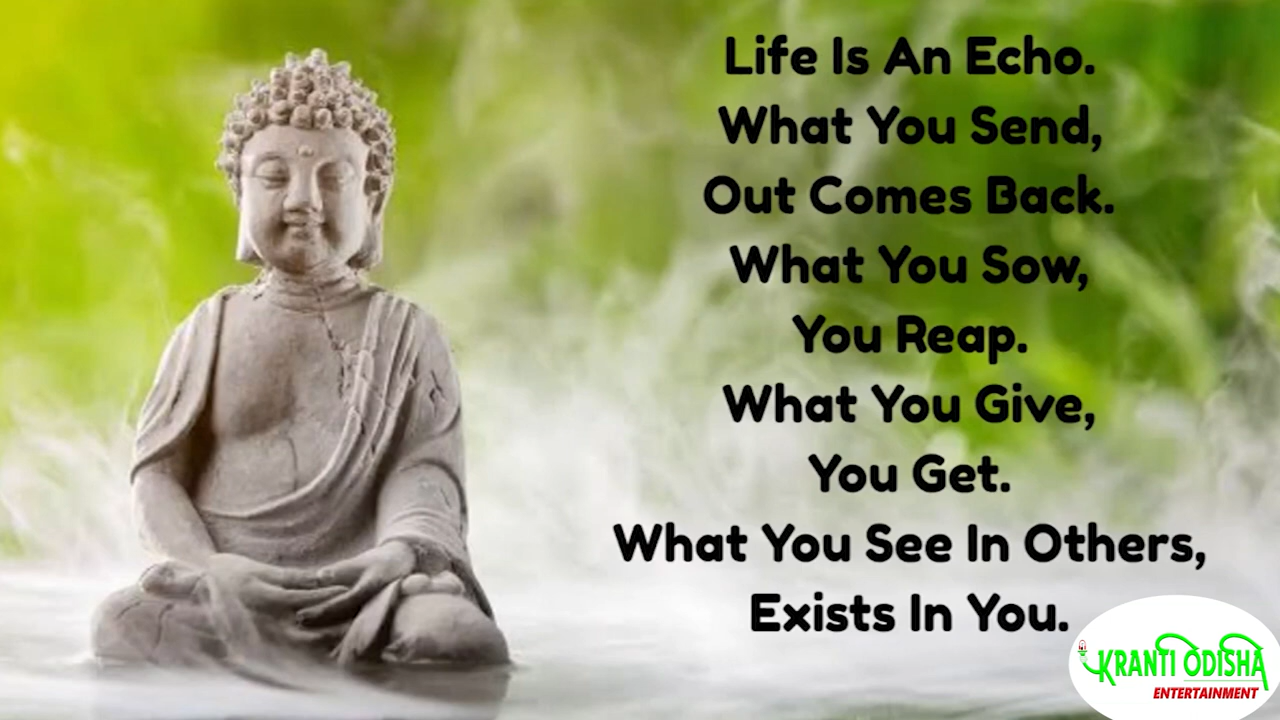 Life Is An Echo.
What You Send,
Out Comes Back.
What You Sow,
You Reap.
What You Give,
You Get.
What You See In Others,
Exists In You.
KRANTI ODISHA
ENTERTAINMENT